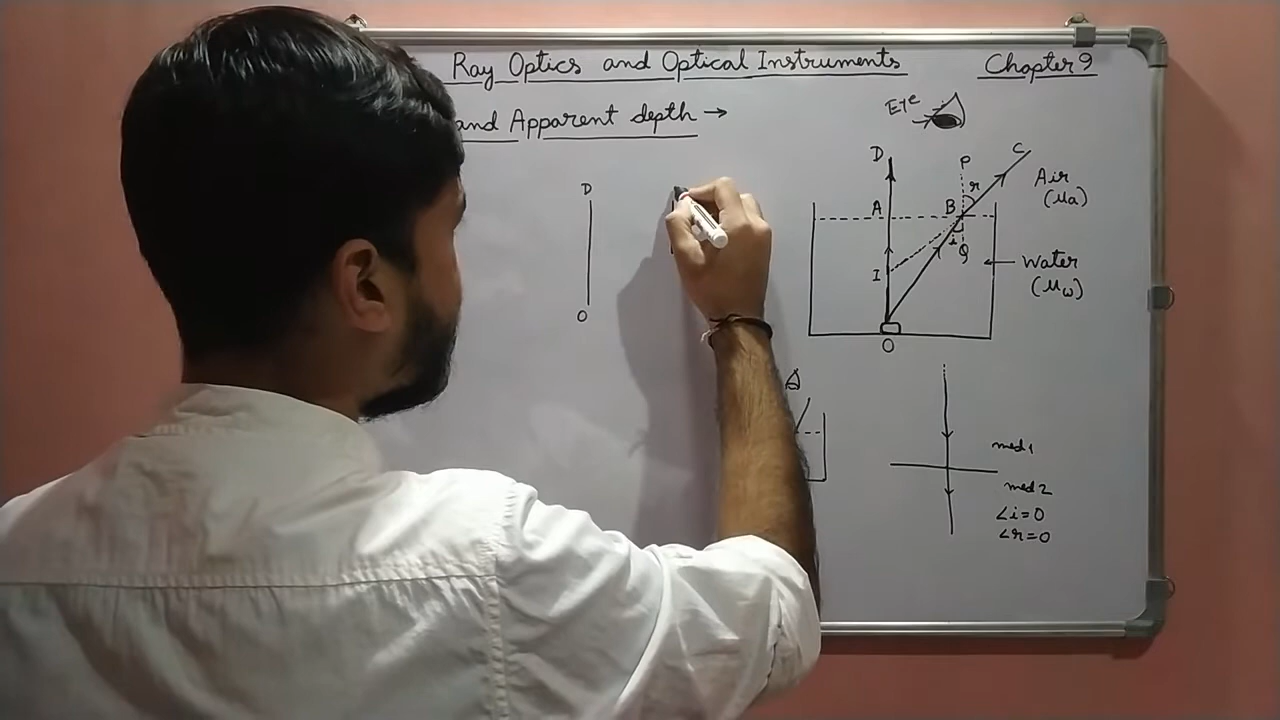 Ray Optics and Optical Instruments Chapter 9
and Apparent depth →
Eye
D
P
C
r
Air
(μa)
A
B
i
Q
I
Water
(μω)
O
D
O
med 1
med 2
∠i=0
∠r=0